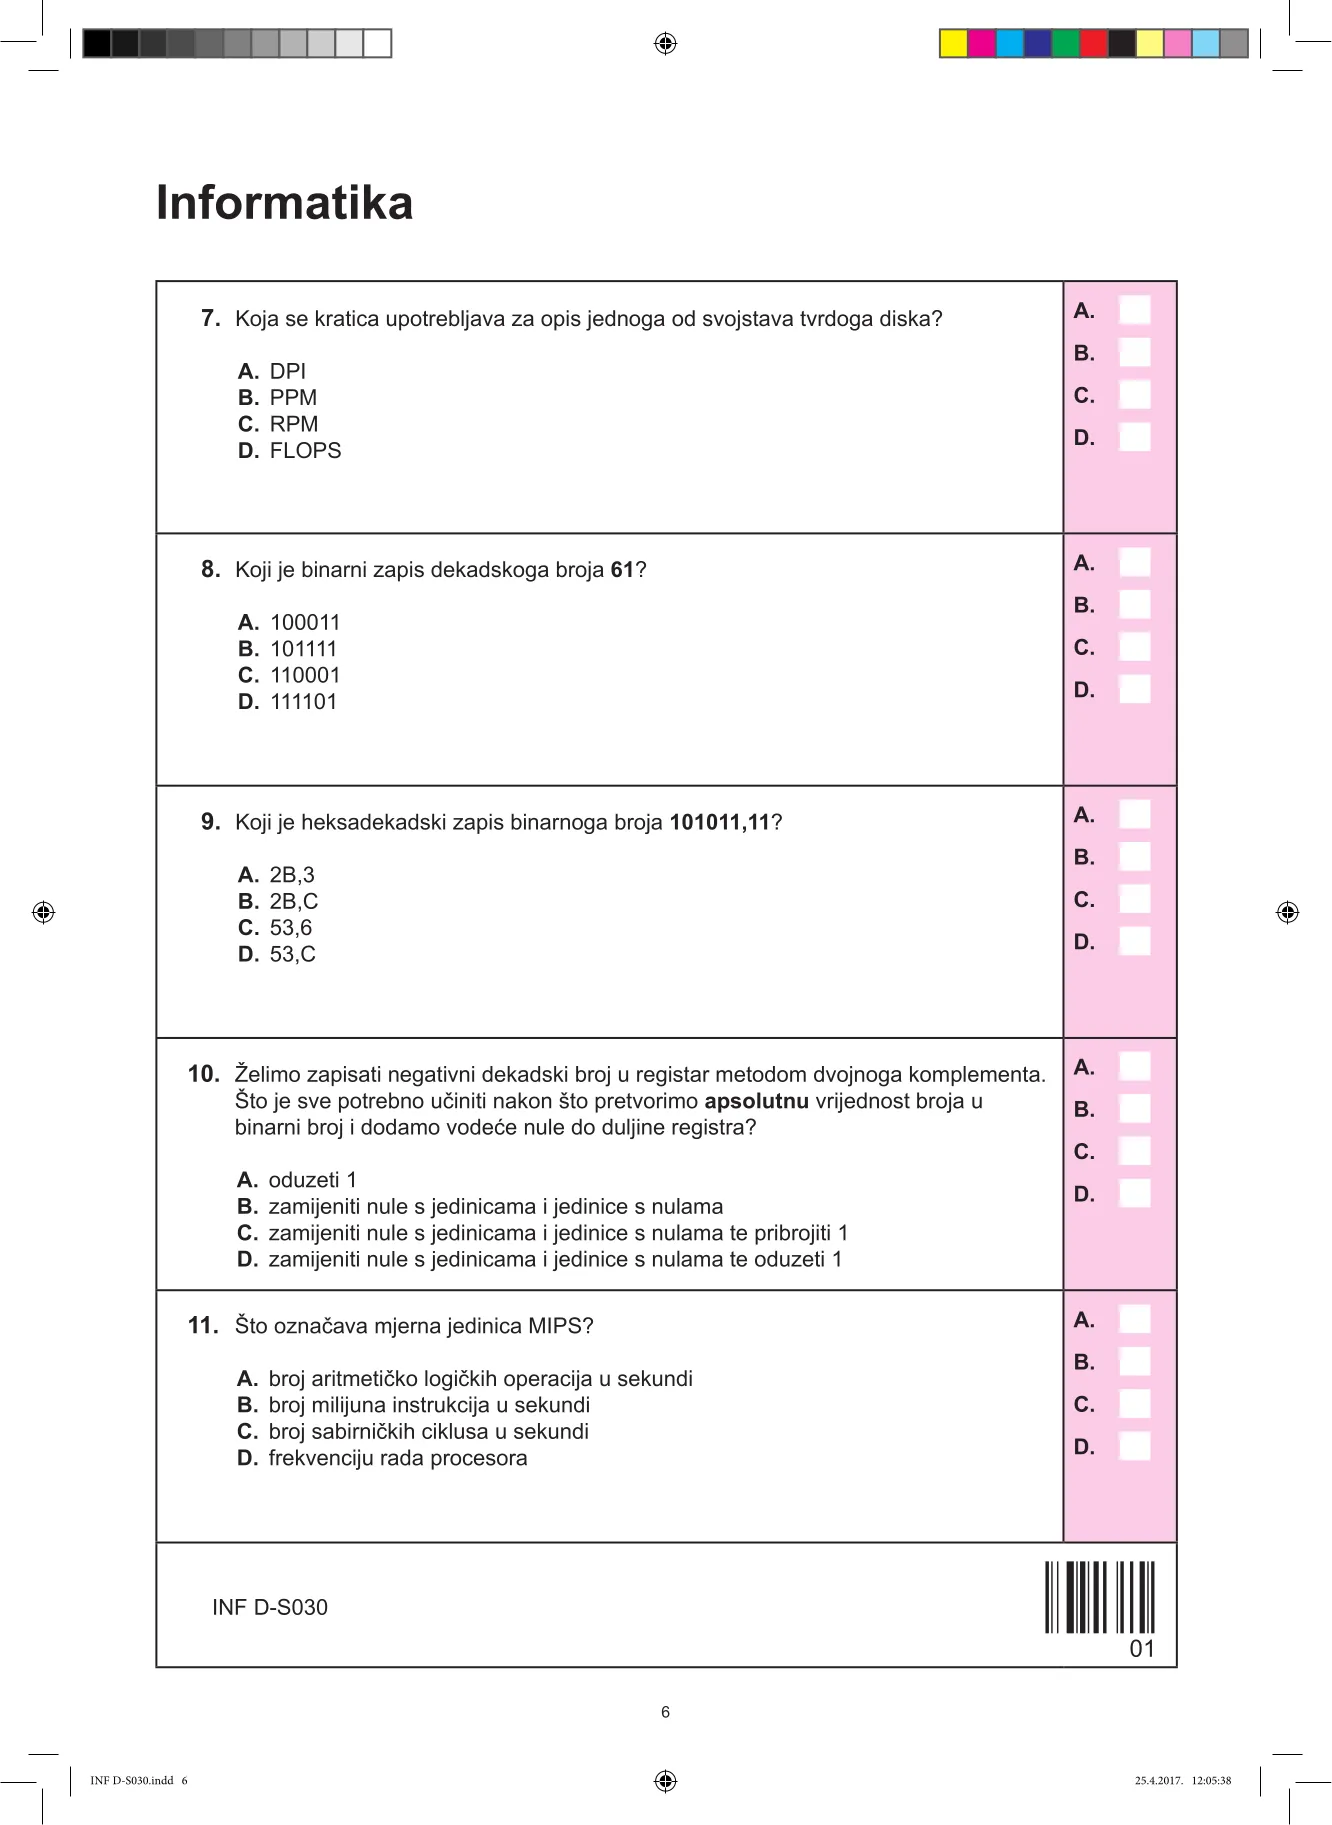 Informatika
7. Koja se kratica upotrebljava za opis jednoga od svojstava tvrdoga diska?
A. DPI
B. PPM
C. RPM
D. FLOPS
A.
B.
C.
D.
8. Koji je binarni zapis dekadskoga broja 61?
A. 100011
B. 101111
C. 110001
D. 111101
A.
B.
C.
D.
9. Koji je heksadekadski zapis binarnoga broja 101011,11?
A. 2B,3
B. 2B,C
C. 53,6
D. 53,C
A.
B.
C.
D.
10. Želimo zapisati negativni dekadski broj u registar metodom dvojnoga komplementa.
Što je sve potrebno učiniti nakon što pretvorimo apsolutnu vrijednost broja u
binarni broj i dodamo vodeće nule do duljine registra?
A. oduzeti 1
B. zamijeniti nule s jedinicama i jedinice s nulama
C. zamijeniti nule s jedinicama i jedinice s nulama te pribrojiti 1
D. zamijeniti nule s jedinicama i jedinice s nulama te oduzeti 1
A.
B.
C.
D.
11. Što označava mjerna jedinica MIPS?
A. broj aritmetičko logičkih operacija u sekundi
B. broj milijuna instrukcija u sekundi
C. broj sabirničkih ciklusa u sekundi
D. frekvenciju rada procesora
A.
B.
C.
D.
INF D-S030
01
6
INF D-S030.indd 6
25.4.2017. 12:05:38